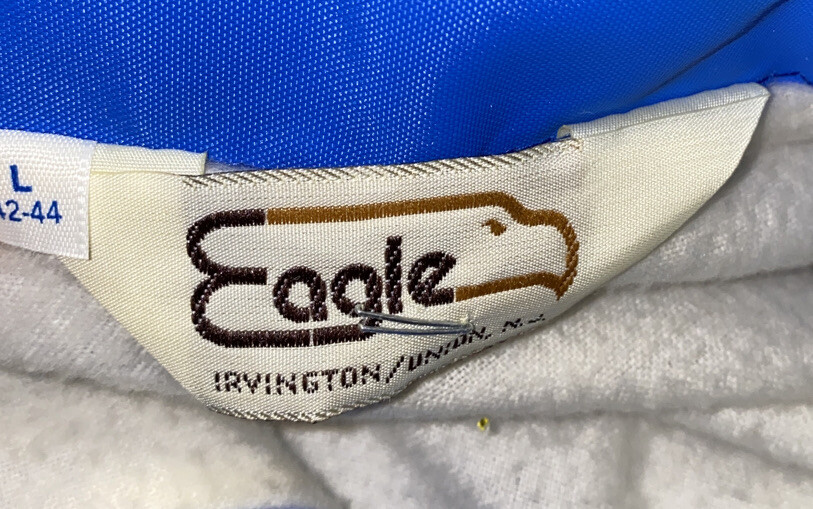 L
42-44
Eagle
IRVINGTON/UNION, N.J.